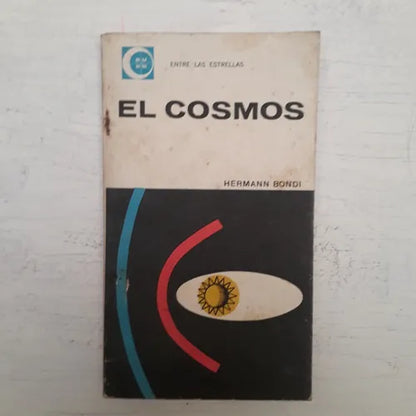 ENTRE LAS ESTRELLAS
EL COSMOS
HERMANN BONDI